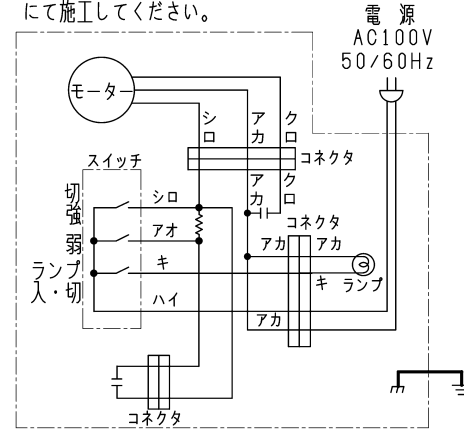 にて施工してください。
電源
AC100V
50/60Hz
モーター
シロ
アカ
クロ
コネクタ
スイッチ
アカ
クロ
切
強
弱
ランプ
入・切
シロ
アオ
キ
ハイ
コネクタ
アカ
アカ
キ
ランプ
アカ
コネクタ